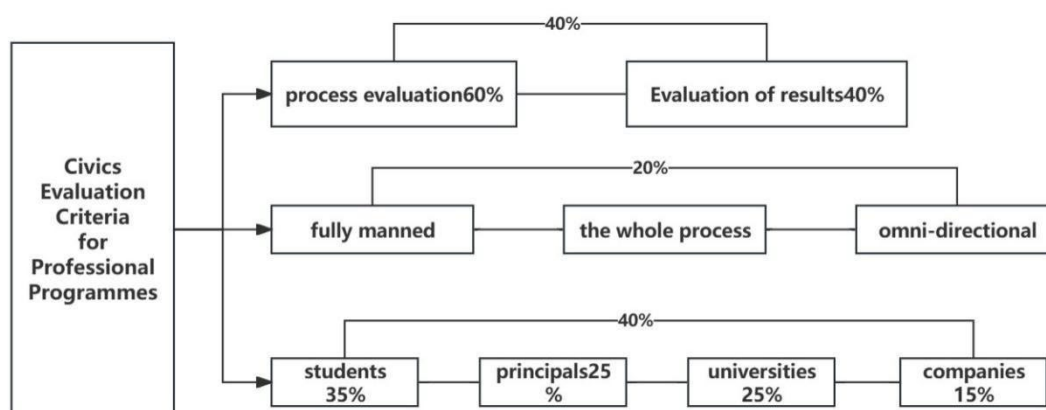 40%
process evaluation60%
Evaluation of results40%
Civics
Evaluation
Criteria
for
Professional
Programmes
20%
fully manned
the whole process
omni-directional
40%
students
35%
principals25
%
universities
25%
companies
15%